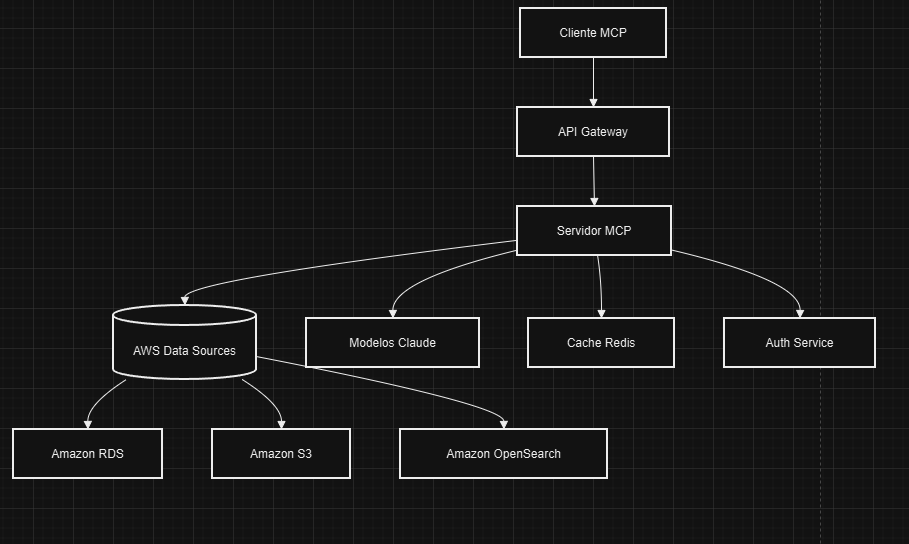 Cliente MCP
API Gateway
Servidor MCP
AWS Data Sources
Modelos Claude
Cache Redis
Auth Service
Amazon RDS
Amazon S3
Amazon OpenSearch